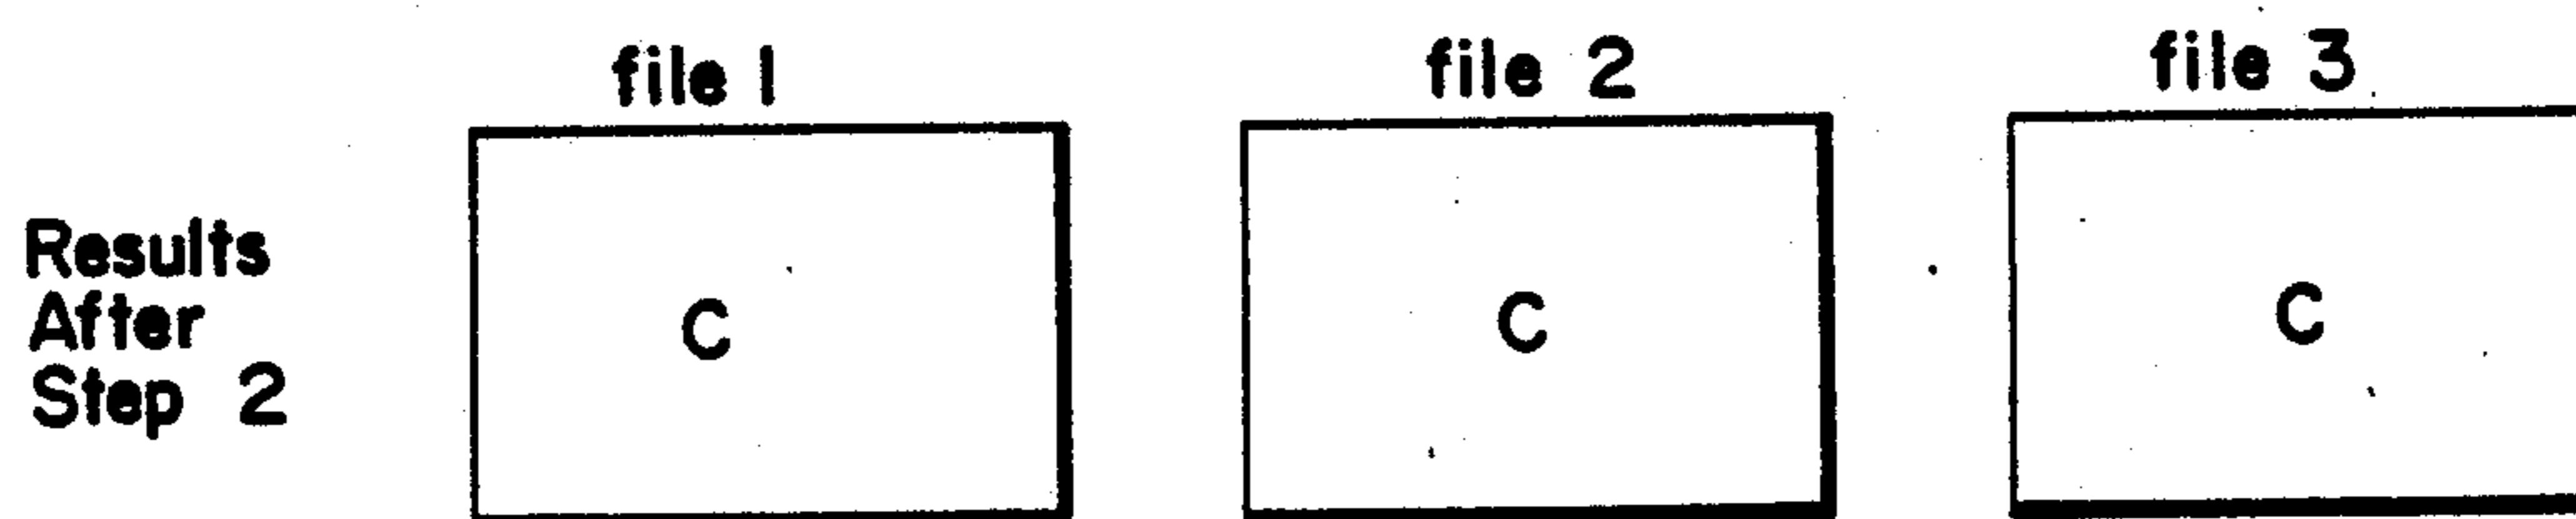 file 1 file 2 file 3
Results
After
Step 2
C C C